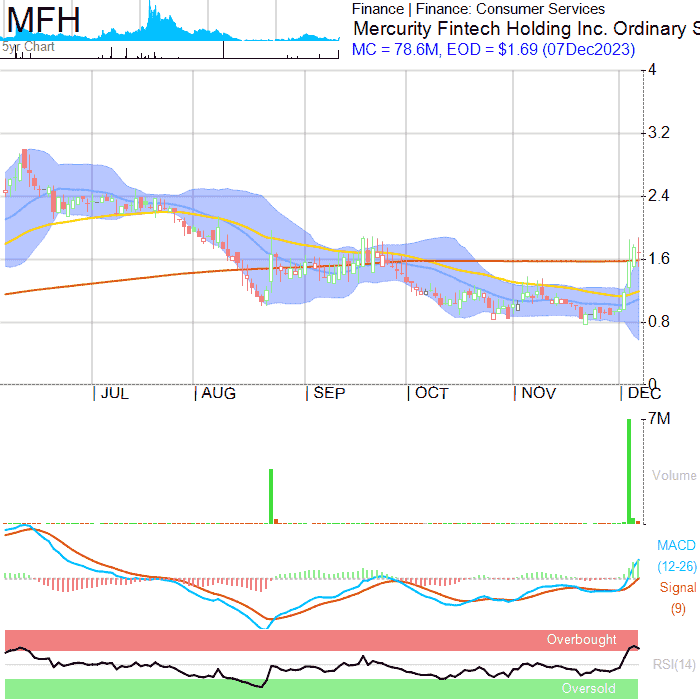 MFH
5yr Chart
Finance | Finance: Consumer Services
Mercurity Fintech Holding Inc. Ordinary S
MC = 78.6M, EOD = $1.69 (07Dec2023)
4
3.2
2.4
1.6
0.8
0
JUL AUG SEP OCT NOV DEC
7M
Volume
MACD
(12-26)
Signal
(9)
Overbought
RSI(14)
Oversold